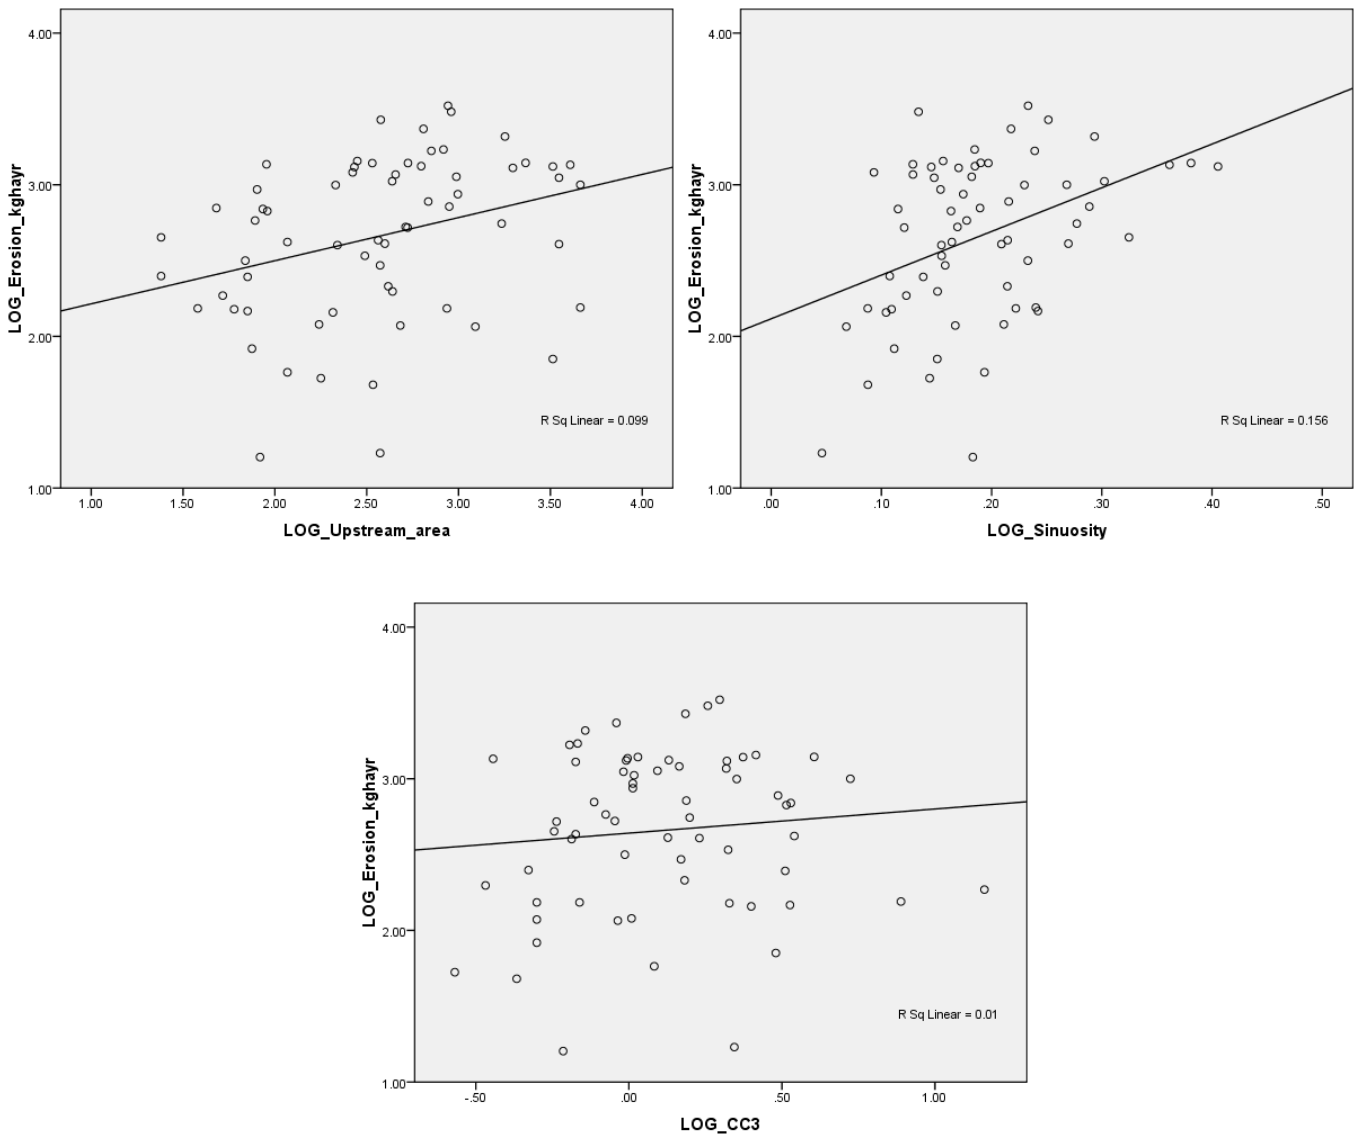 4.00
3.00
2.00
1.00
LOG_Erosion_kghayr
R Sq Linear = 0.099
1.00 1.50 2.00 2.50 3.00 3.50 4.00
LOG_Upstream_area
4.00
3.00
2.00
1.00
LOG_Erosion_kghayr
R Sq Linear = 0.156
.00 .10 .20 .30 .40 .50
LOG_Sinuosity
4.00
3.00
2.00
1.00
LOG_Erosion_kghayr
R Sq Linear = 0.01
-.50 .00 .50 1.00
LOG_CC3